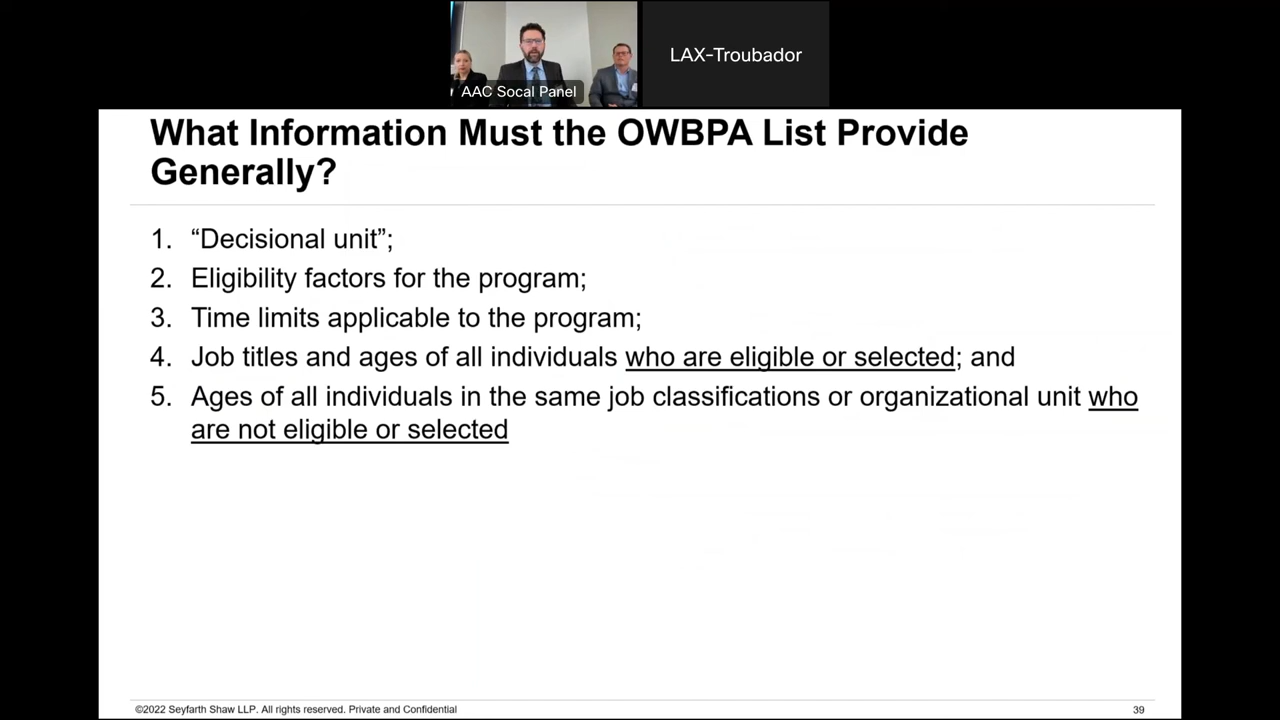 AAC Socal Panel
LAX-Troubador
What Information Must the OWBPA List Provide
Generally?
1. “Decisional unit”;
2. Eligibility factors for the program;
3. Time limits applicable to the program;
4. Job titles and ages of all individuals who are eligible or selected; and
5. Ages of all individuals in the same job classifications or organizational unit who
are not eligible or selected
©2022 Seyfarth Shaw LLP. All rights reserved. Private and Confidential
39